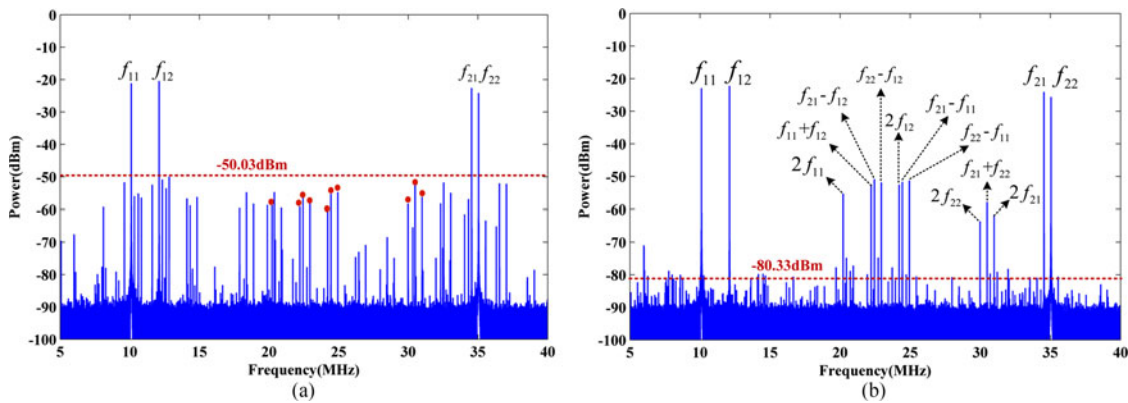 0
-10
-20
-30
-40
-50
-60
-70
-80
-90
-100
Power(dBm)
f11
f12
f21 f22
-50.03dBm
5 10 15 20 25 30 35 40
Frequency(MHz)
(a)
0
-10
-20
-30
-40
-50
-60
-70
-80
-90
-100
Power(dBm)
f11
f12
f22-f12
f21-f12
f21-f11
f11+f12
2f12
f22-f11
2f11
f21+f22
2f22
2f21
f21
f22
-80.33dBm
5 10 15 20 25 30 35 40
Frequency(MHz)
(b)